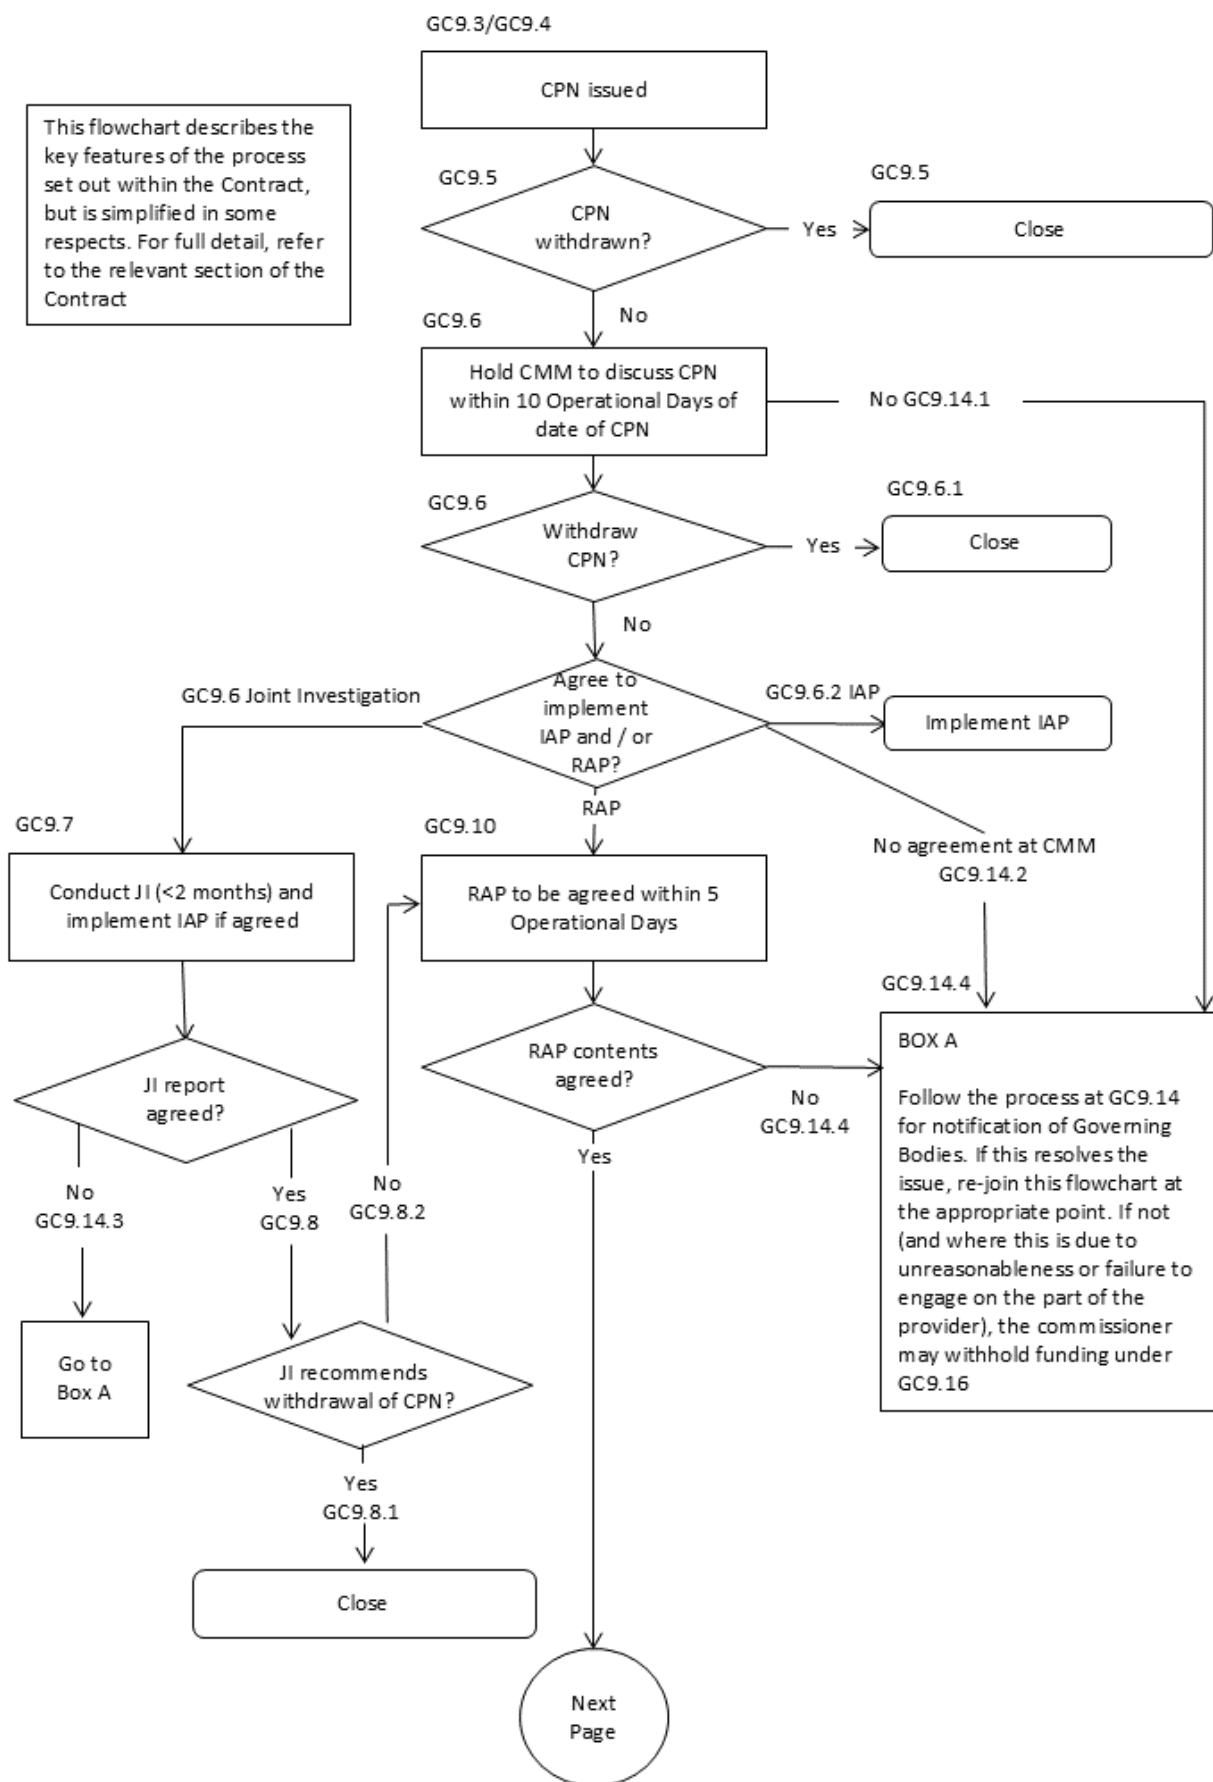 GC9.3/GC9.4
CPN issued
This flowchart describes the
key features of the process
set out within the Contract,
but is simplified in some
respects. For full detail, refer
to the relevant section of the
Contract
GC9.5
CPN
withdrawn?
Yes
GC9.5
Close
No
GC9.6
Hold CMM to discuss CPN
within 10 Operational Days of
date of CPN
No GC9.14.1
GC9.6
Withdraw
CPN?
Yes
GC9.6.1
Close
No
GC9.6 Joint Investigation
Agree to
implement
IAP and / or
RAP?
GC9.6.2 IAP
Implement IAP
RAP
GC9.7
Conduct JI (<2 months) and
implement IAP if agreed
GC9.10
RAP to be agreed within 5
Operational Days
No agreement at CMM
GC9.14.2
JI report
agreed?
RAP contents
agreed?
No
GC9.14.4
Yes
GC9.14.4
BOX A
Follow the process at GC9.14
for notification of Governing
Bodies. If this resolves the
issue, re-join this flowchart at
the appropriate point. If not
(and where this is due to
unreasonableness or failure to
engage on the part of the
provider), the commissioner
may withhold funding under
GC9.16
No
GC9.14.3
Yes
GC9.8
No
GC9.8.2
Go to
Box A
JI recommends
withdrawal of CPN?
Yes
GC9.8.1
Close
Next
Page